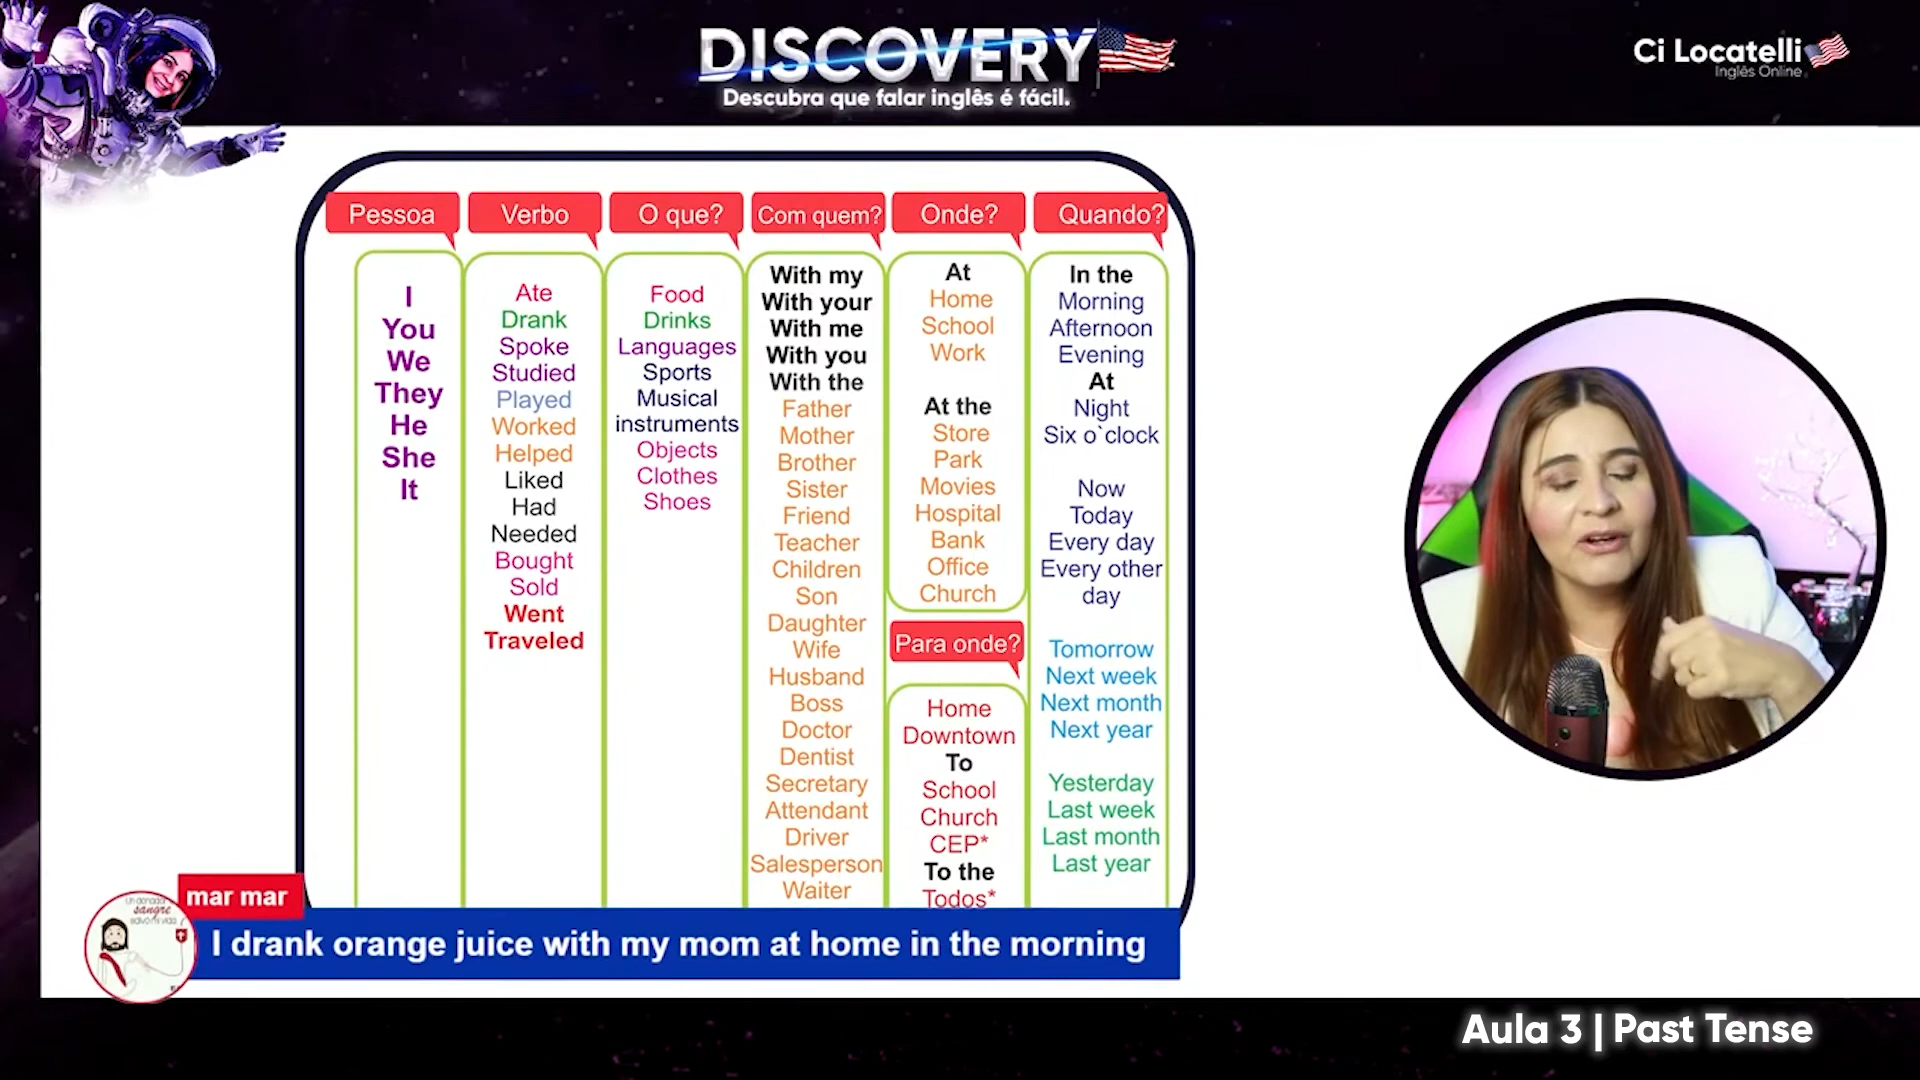 DISCOVERY
Descubra que falar inglês é fácil.
Ci Locatelli
Inglês Online
Pessoa
I
You
We
They
He
She
It
Verbo
Ate
Drank
Spoke
Studied
Played
Worked
Helped
Liked
Had
Needed
Bought
Sold
Went
Traveled
O que?
Food
Drinks
Languages
Sports
Musical
instruments
Objects
Clothes
Shoes
Com quem?
With my
With your
With me
With you
With the
Father
Mother
Brother
Sister
Friend
Teacher
Children
Son
Daughter
Wife
Husband
Boss
Doctor
Dentist
Secretary
Attendant
Driver
Salesperson
Waiter
Onde?
At
Home
School
Work
At the
Store
Park
Movies
Hospital
Bank
Office
Church
Para onde?
Home
Downtown
To
School
Church
CEP*
To the
Todos*
Quando?
In the
Morning
Afternoon
Evening
At
Night
Six o`clock
Now
Today
Every day
Every other
day
Tomorrow
Next week
Next month
Next year
Yesterday
Last week
Last month
Last year
mar mar
sangre
I drank orange juice with my mom at home in the morning
Aula 3 | Past Tense